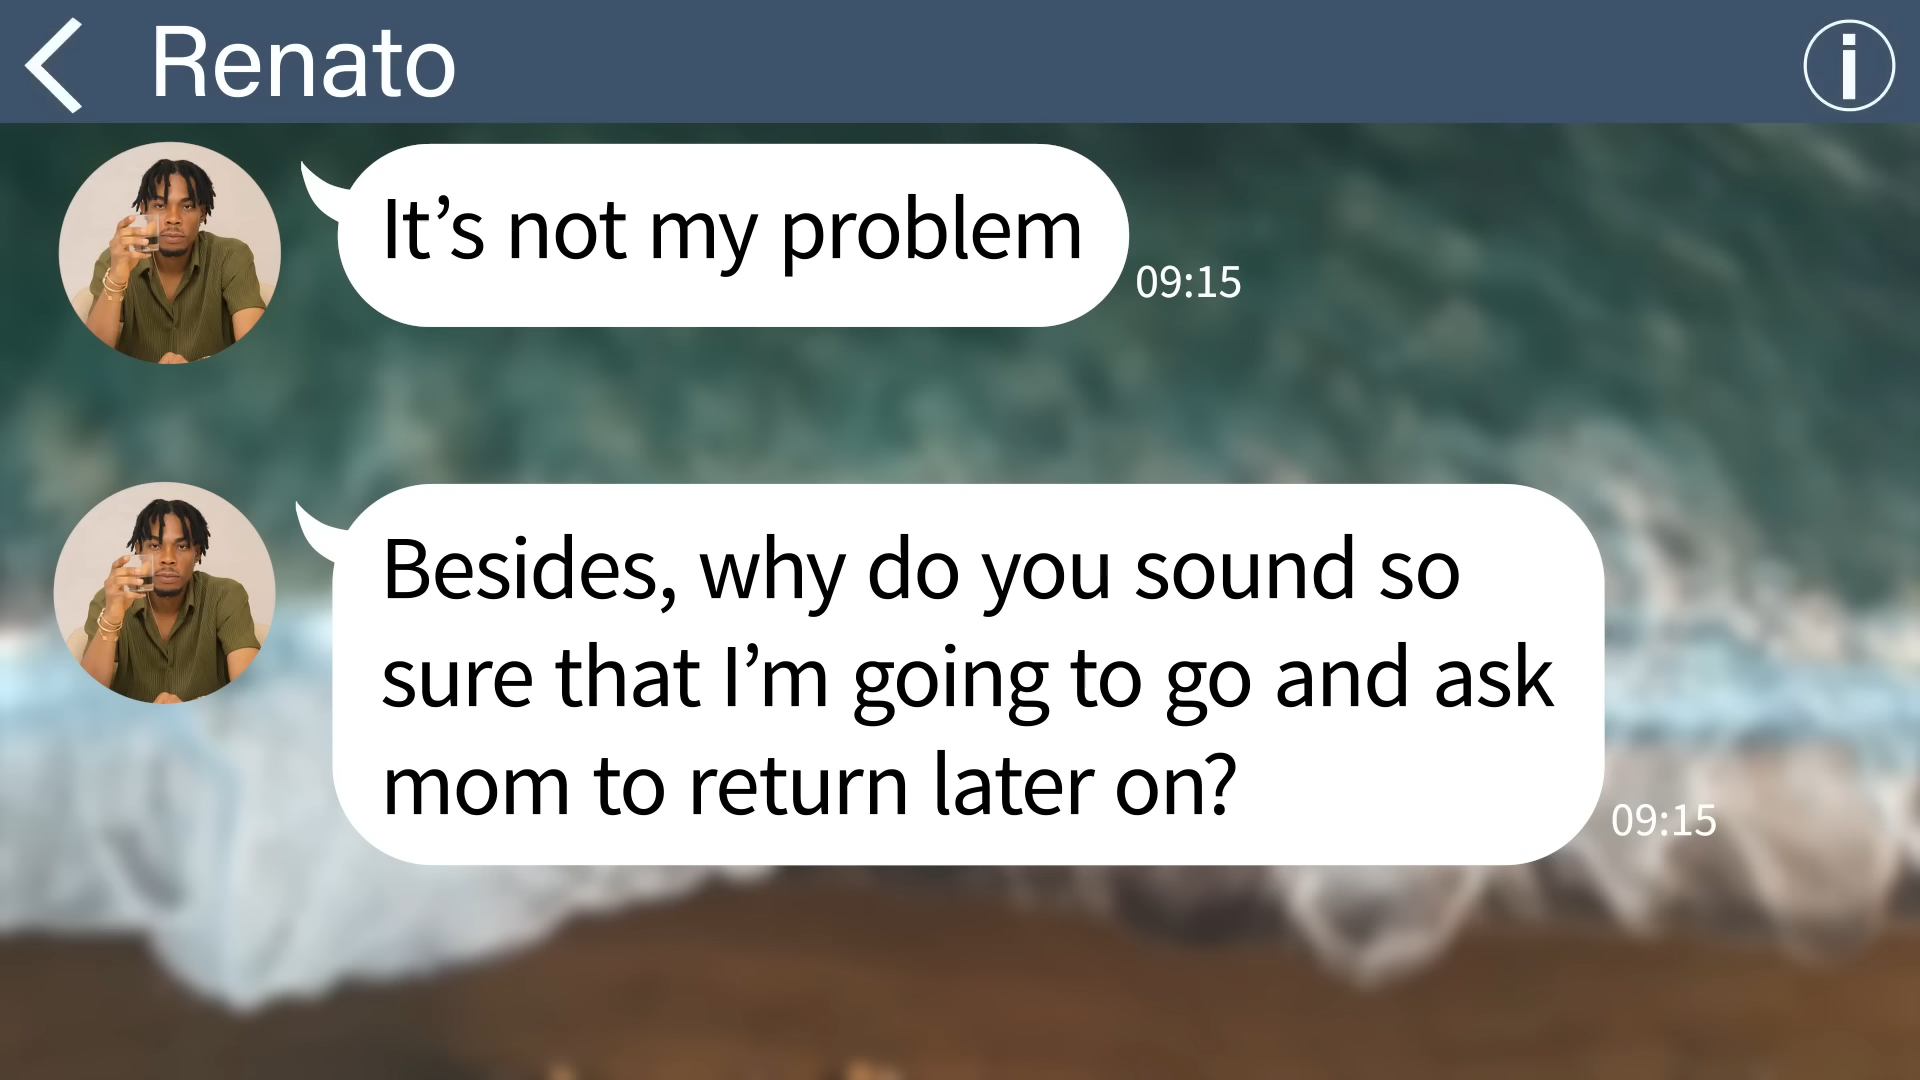 Renato
It’s not my problem
09:15
Besides, why do you sound so
sure that I’m going to go and ask
mom to return later on?
09:15